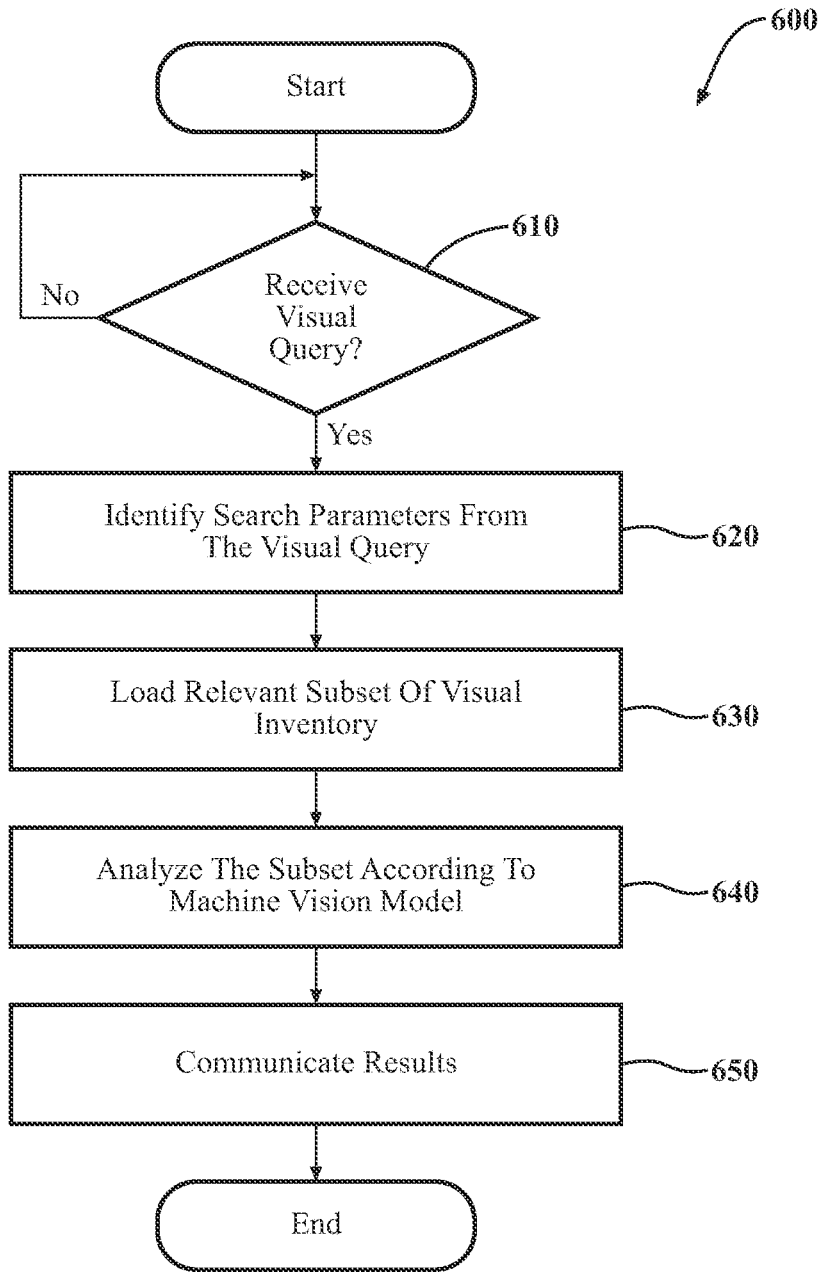 600
Start
610
Receive
Visual
Query?
No
Yes
Identify Search Parameters From
The Visual Query
620
Load Relevant Subset Of Visual
Inventory
630
Analyze The Subset According To
Machine Vision Model
640
Communicate Results
650
End